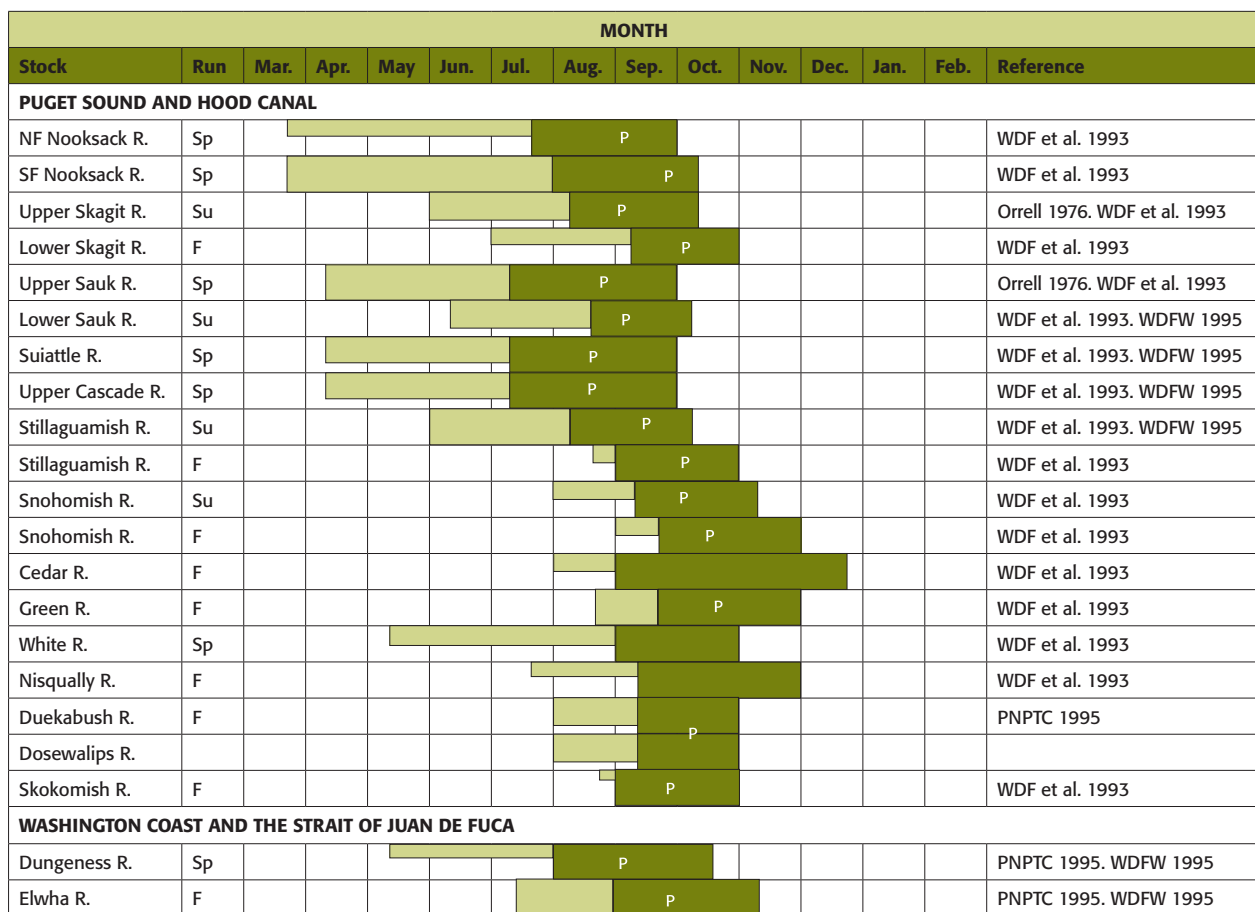 MONTH
Stock Run Mar. Apr. May Jun. Jul. Aug. Sep. Oct. Nov. Dec. Jan. Feb. Reference
PUGET SOUND AND HOOD CANAL
NF Nooksack R. Sp P WDF et al. 1993
SF Nooksack R. Sp P WDF et al. 1993
Upper Skagit R. Su P Orrell 1976. WDF et al. 1993
Lower Skagit R. F P WDF et al. 1993
Upper Sauk R. Sp P Orrell 1976. WDF et al. 1993
Lower Sauk R. Su P WDF et al. 1993. WDFW 1995
Suiattle R. Sp P WDF et al. 1993. WDFW 1995
Upper Cascade R. Sp P WDF et al. 1993. WDFW 1995
Stillaguamish R. Su P WDF et al. 1993. WDFW 1995
Stillaguamish R. F P WDF et al. 1993
Snohomish R. Su P WDF et al. 1993
Snohomish R. F P WDF et al. 1993
Cedar R. F WDF et al. 1993
Green R. F P WDF et al. 1993
White R. Sp WDF et al. 1993
Nisqually R. F WDF et al. 1993
Duekabush R. F P PNPTC 1995
Dosewalips R.
Skokomish R. F P WDF et al. 1993
WASHINGTON COAST AND THE STRAIT OF JUAN DE FUCA
Dungeness R. Sp P PNPTC 1995. WDFW 1995
Elwha R. F P PNPTC 1995. WDFW 1995